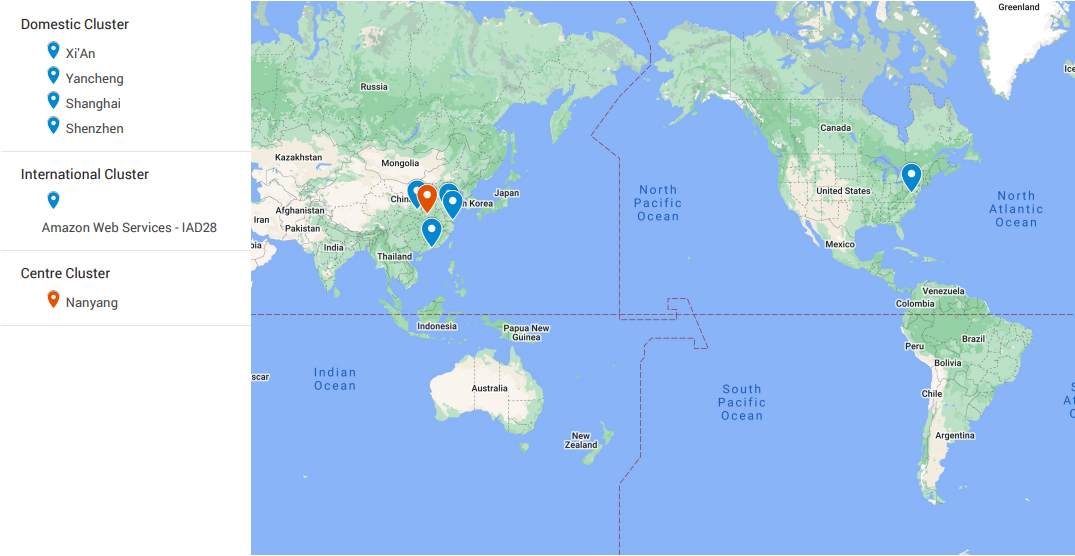 Domestic Cluster
Xi'An
Yancheng
Shanghai
Shenzhen
International Cluster
Amazon Web Services - IAD28
Centre Cluster
Nanyang
Greenland
Ice
Russia
Canada
Kazakhstan
Mongolia
North
Pacific
Ocean
United States
North
Atlantic
Ocean
Japan
Chin
n Korea
Afghanistan
Iran
Pakistan
bia
India
Thailand
Mexico
Venezuela
Colombia
Indonesia
Papua New
Guinea
Brazil
Peru
Bolivia
scar
Indian
Ocean
Australia
South
Pacific
Ocean
Chile
S
At
O
New
Zealand
Argentina